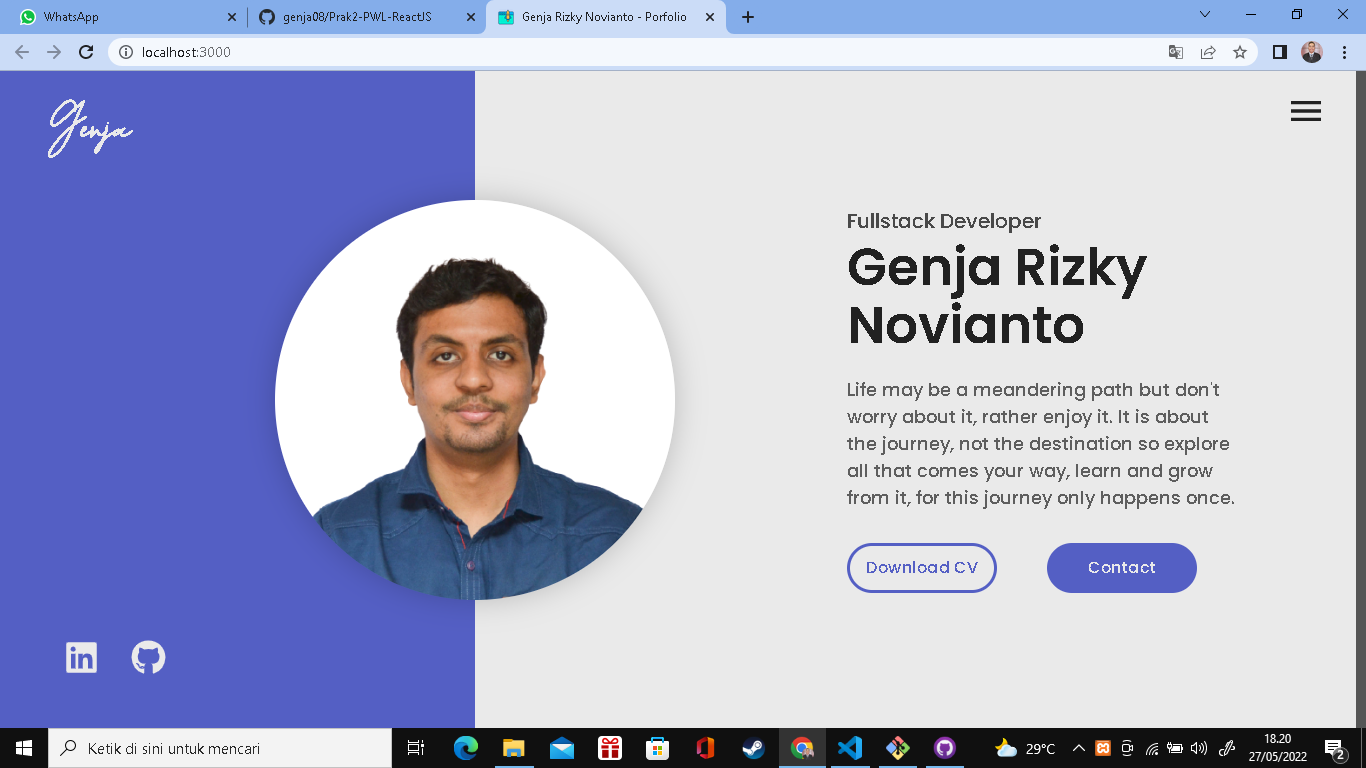 WhatsApp
genja08/Prak2-PWL-ReactJS
Genja Rizky Novianto - Porfolio
localhost:3000
Genja
Fullstack Developer
Genja Rizky
Novianto
Life may be a meandering path but don't
worry about it, rather enjoy it. It is about
the journey, not the destination so explore
all that comes your way, learn and grow
from it, for this journey only happens once.
Download CV
Contact
in
Ketik di sini untuk mencari
29°C
18.20
27/05/2022
2